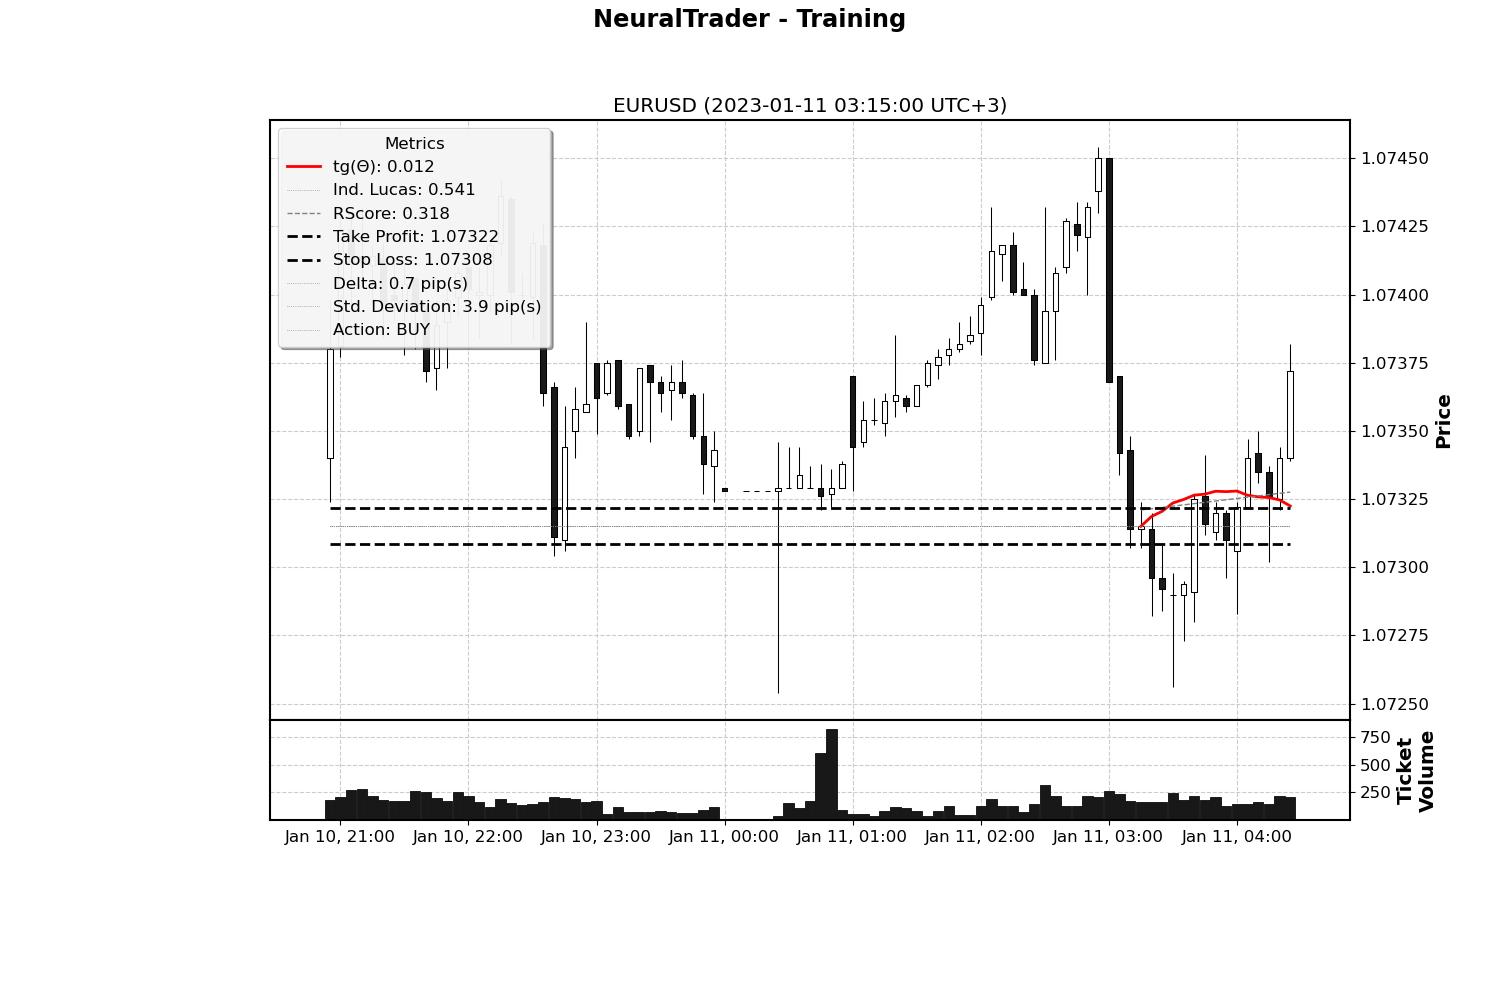 NeuralTrader - Training
EURUSD (2023-01-11 03:15:00 UTC+3)
Metrics
tg(Θ): 0.012
Ind. Lucas: 0.541
RScore: 0.318
Take Profit: 1.07322
Stop Loss: 1.07308
Delta: 0.7 pip(s)
Std. Deviation: 3.9 pip(s)
Action: BUY
1.07450
1.07425
1.07400
1.07375
1.07350
1.07325
1.07300
1.07275
1.07250
Price
750
500
250
Ticket
Volume
Jan 10, 21:00
Jan 10, 22:00
Jan 10, 23:00
Jan 11, 00:00
Jan 11, 01:00
Jan 11, 02:00
Jan 11, 03:00
Jan 11, 04:00